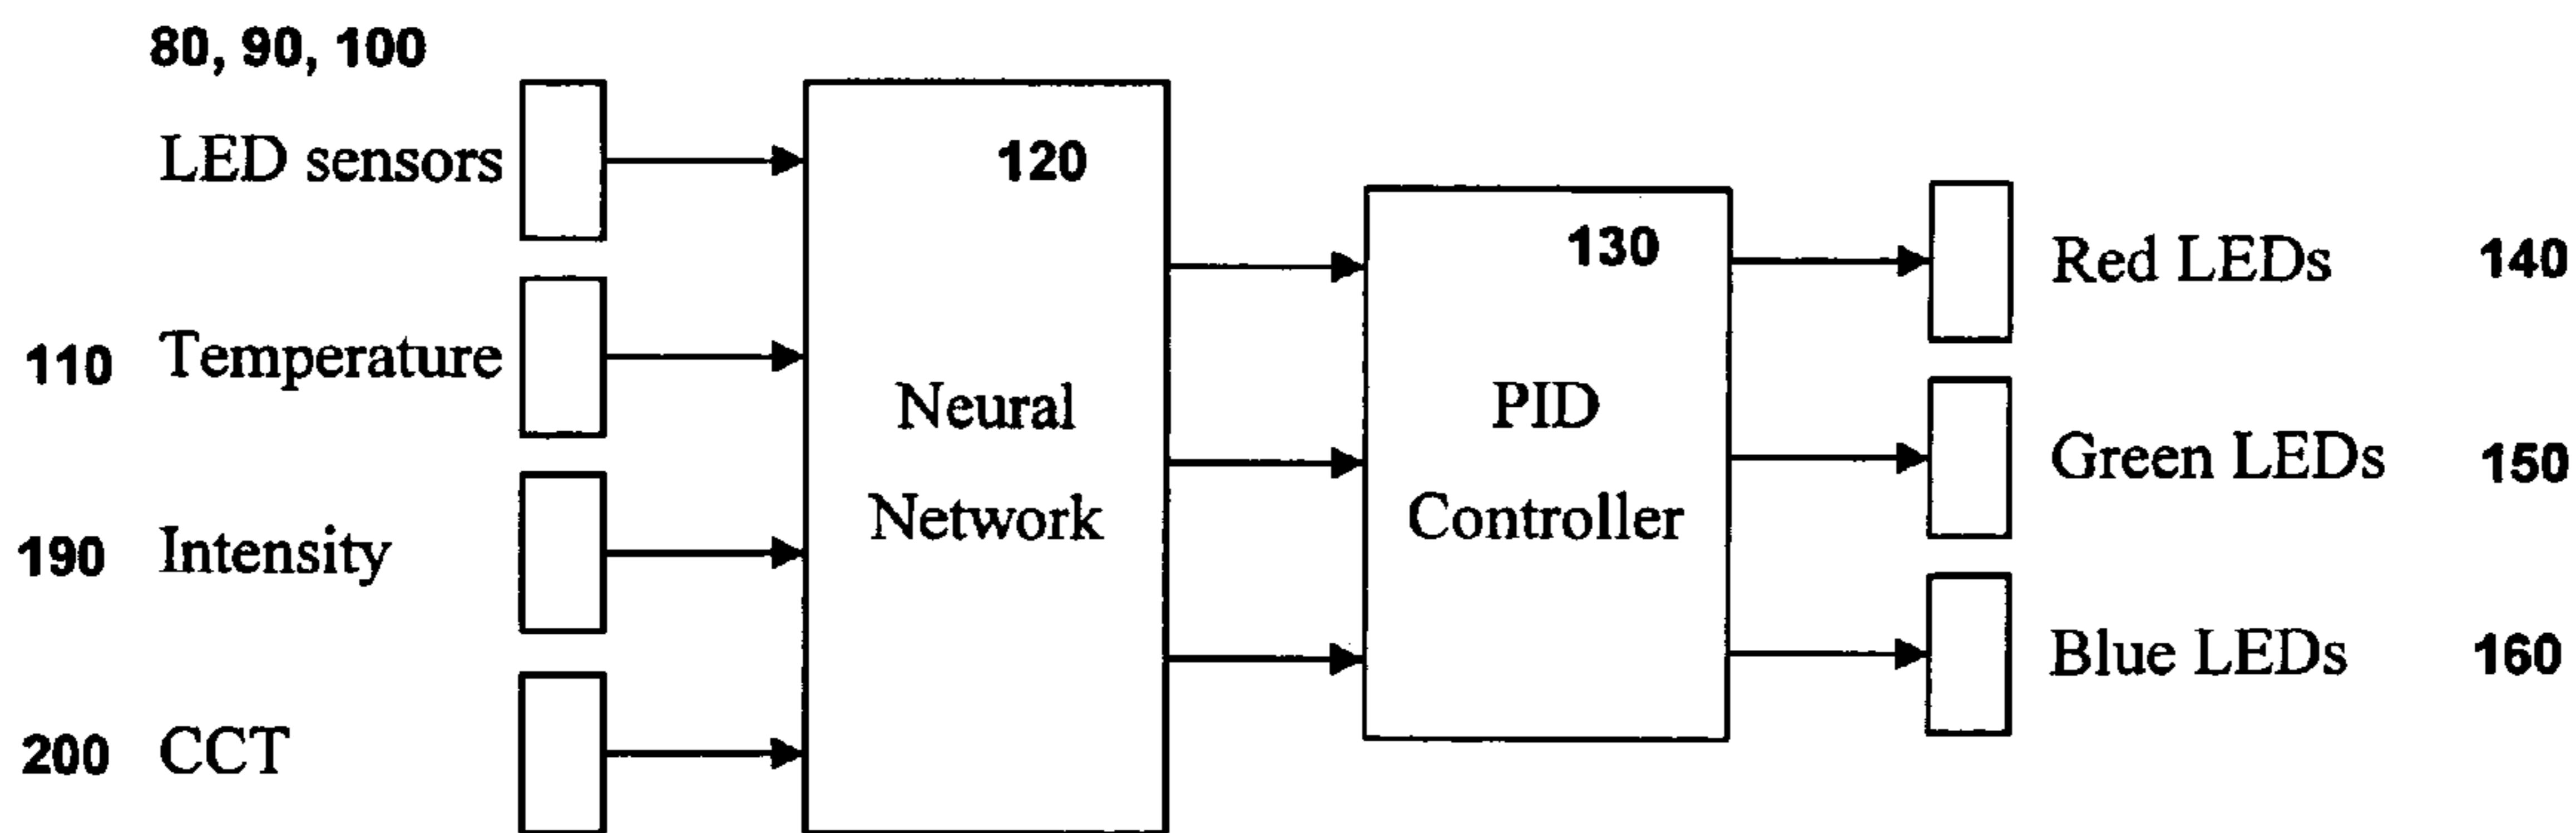 80, 90, 100
LED sensors
110 Temperature
190 Intensity
200 CCT
120
Neural
Network
130
PID
Controller
Red LEDs 140
Green LEDs 150
Blue LEDs 160